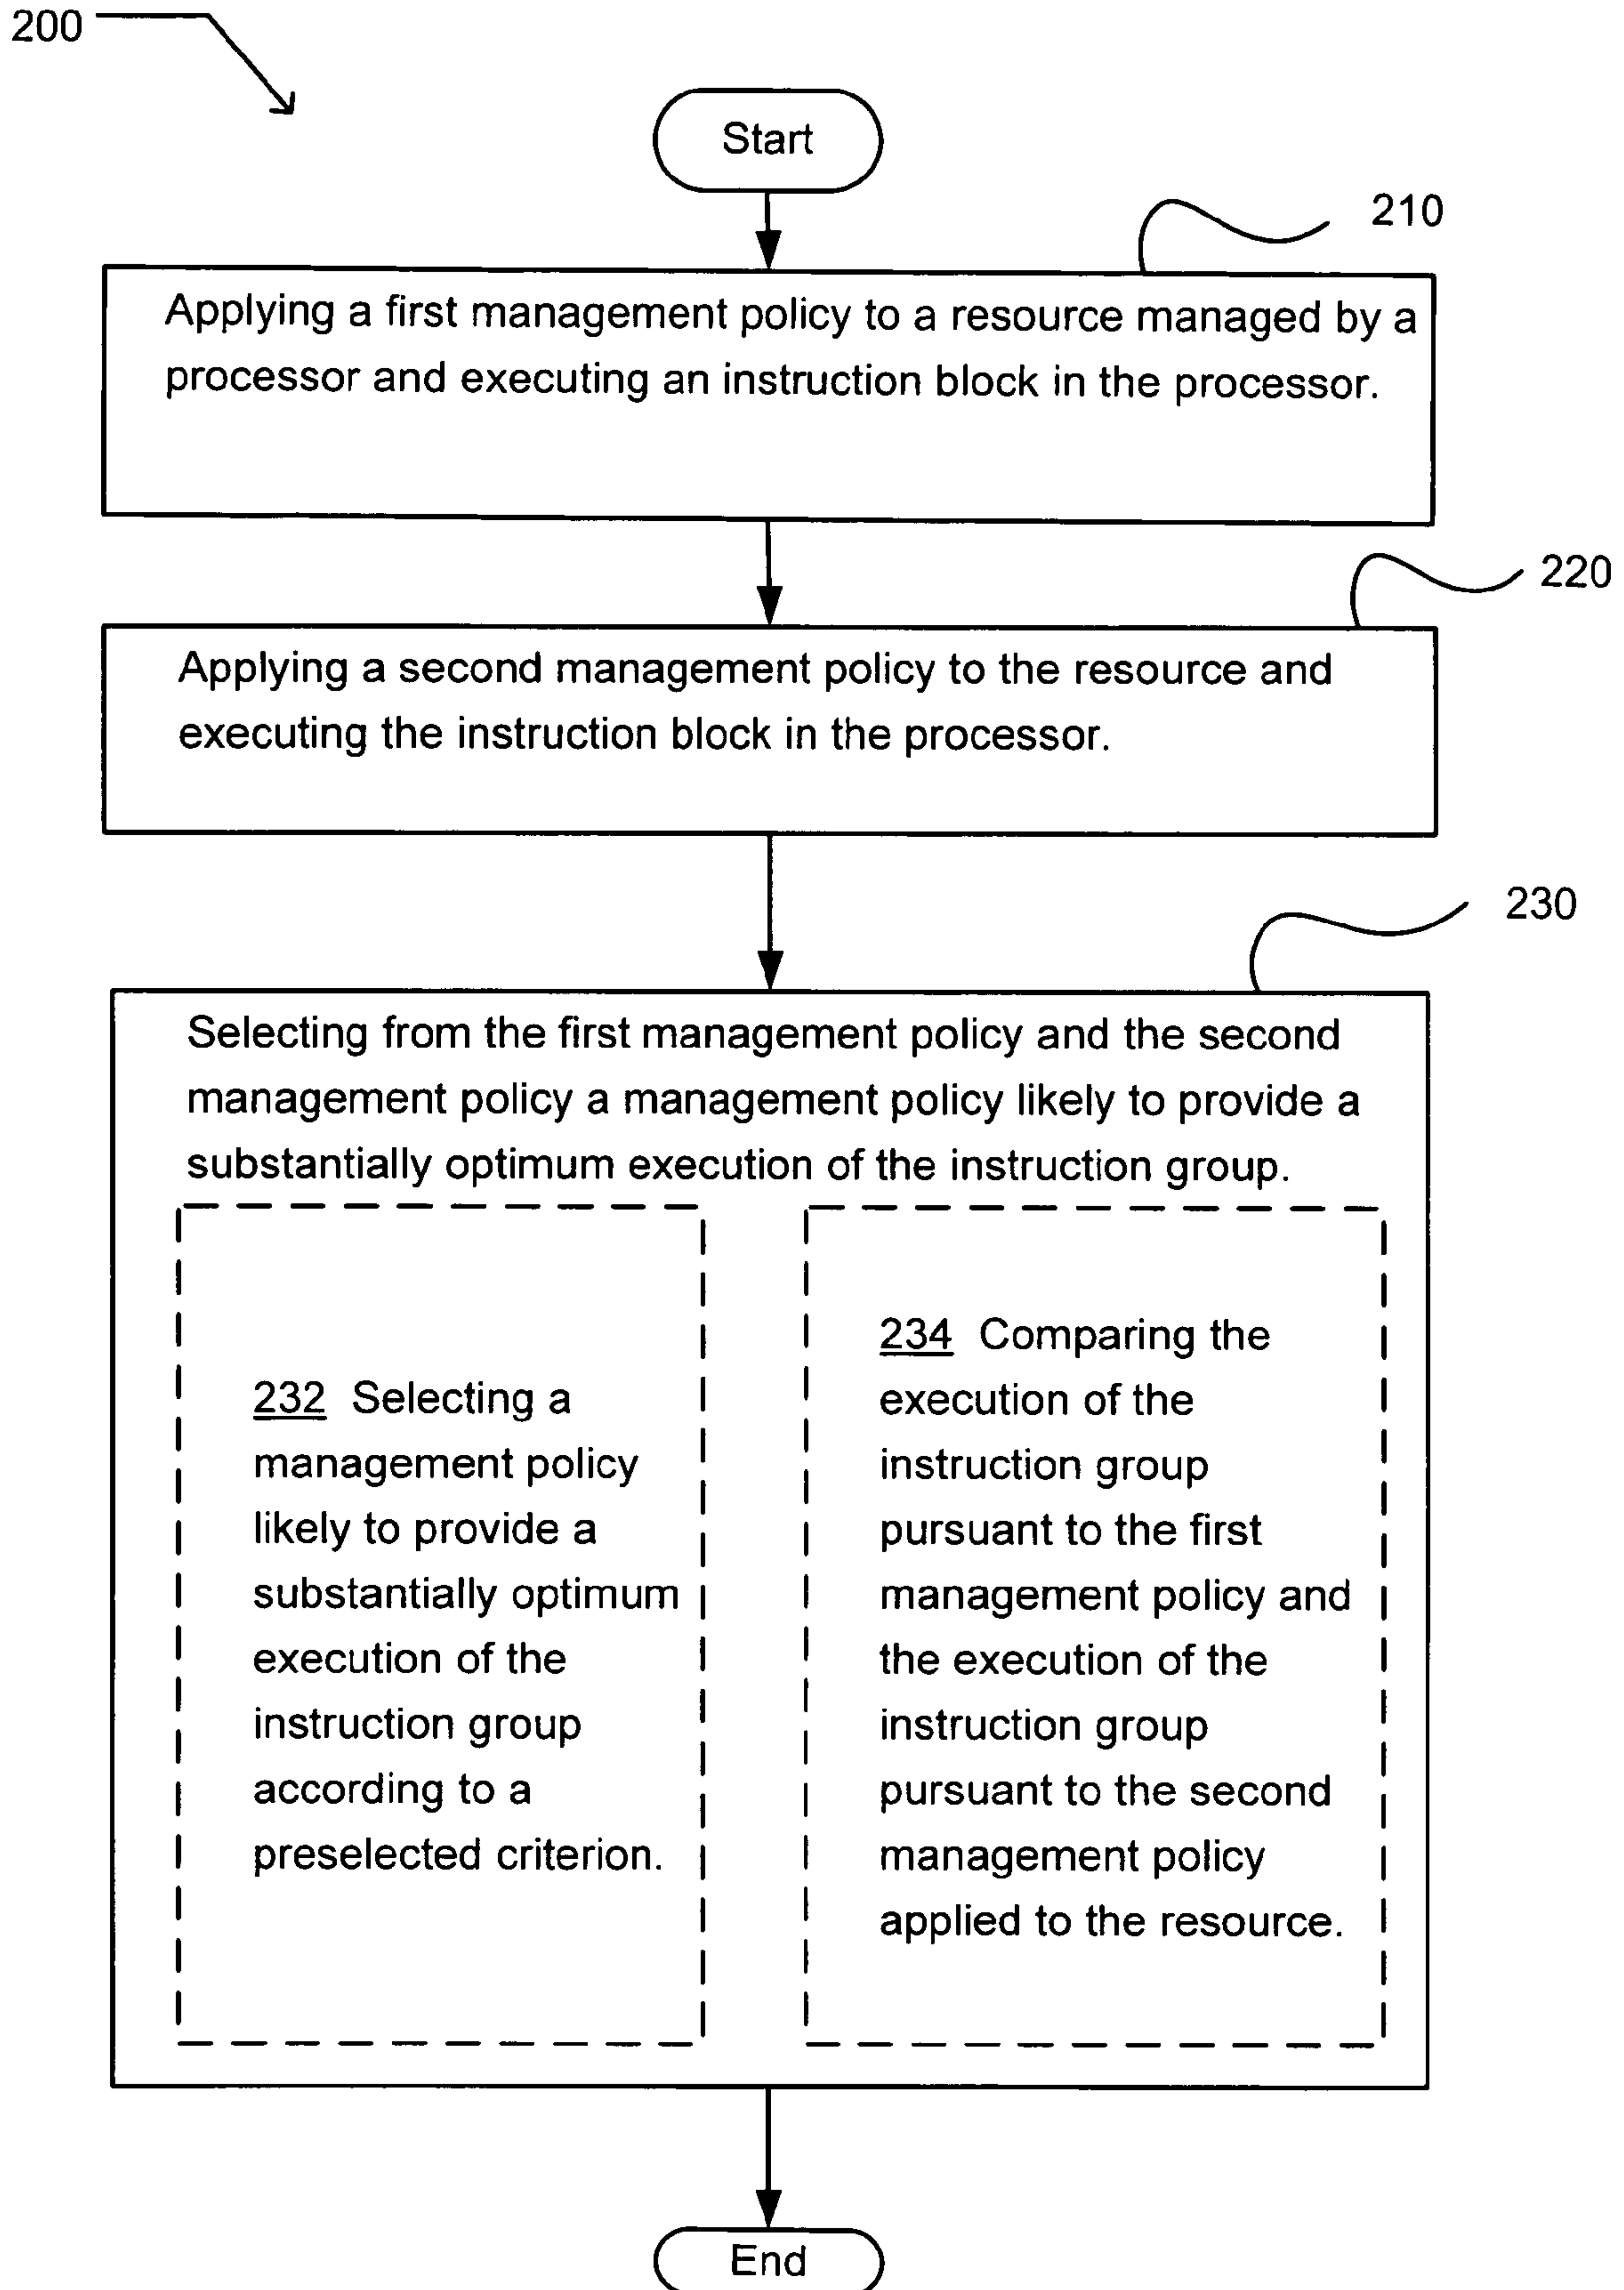 200
Start
210
Applying a first management policy to a resource managed by a
processor and executing an instruction block in the processor.
220
Applying a second management policy to the resource and
executing the instruction block in the processor.
230
Selecting from the first management policy and the second
management policy a management policy likely to provide a
substantially optimum execution of the instruction group.
232 Selecting a
management policy
likely to provide a
substantially optimum
execution of the
instruction group
according to a
preselected criterion.
234 Comparing the
execution of the
instruction group
pursuant to the first
management policy and
the execution of the
instruction group
pursuant to the second
management policy
applied to the resource.
End